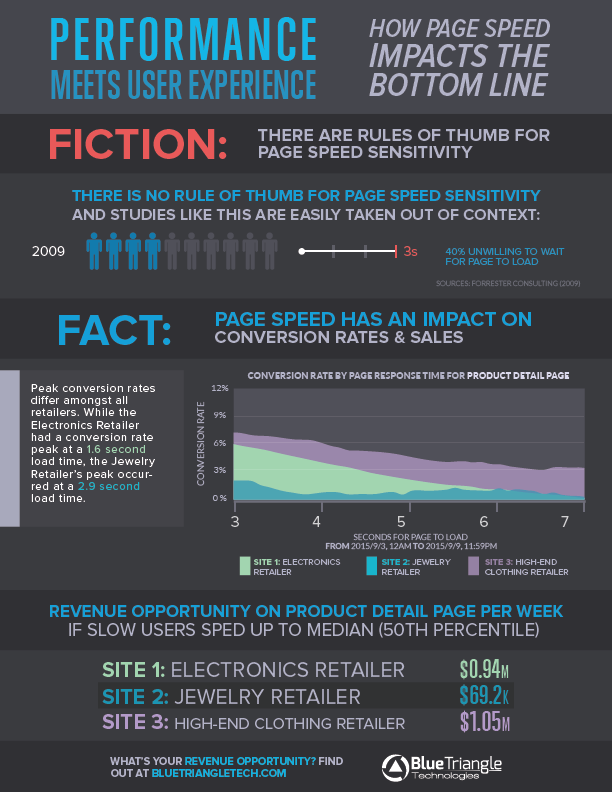 PERFORMANCE
MEETS USER EXPERIENCE
HOW PAGE SPEED
IMPACTS THE
BOTTOM LINE
FICTION:
THERE ARE RULES OF THUMB FOR
PAGE SPEED SENSITIVITY
THERE IS NO RULE OF THUMB FOR PAGE SPEED SENSITIVITY
AND STUDIES LIKE THIS ARE EASILY TAKEN OUT OF CONTEXT:
2009
3s
40% UNWILLING TO WAIT
FOR PAGE TO LOAD
SOURCES: FORRESTER CONSULTING (2009)
FACT:
PAGE SPEED HAS AN IMPACT ON
CONVERSION RATES & SALES
Peak conversion rates
differ amongst all
retailers. While the
Electronics Retailer
had a conversion rate
peak at a 1.6 second
load time, the Jewelry
Retailer's peak occur-
red at a 2.9 second
load time.
CONVERSION RATE BY PAGE RESPONSE TIME FOR PRODUCT DETAIL PAGE
CONVERSION RATE
12%
9%
6%
3%
0%
3 4 5 6 7
SECONDS FOR PAGE TO LOAD
FROM 2015/9/3, 12AM TO 2015/9/9, 11:59PM
SITE 1: ELECTRONICS
RETAILER
SITE 2: JEWELRY
RETAILER
SITE 3: HIGH-END
CLOTHING RETAILER
REVENUE OPPORTUNITY ON PRODUCT DETAIL PAGE PER WEEK
IF SLOW USERS SPED UP TO MEDIAN (50TH PERCENTILE)
SITE 1: ELECTRONICS RETAILER $0.94M
SITE 2: JEWELRY RETAILER $69.2K
SITE 3: HIGH-END CLOTHING RETAILER $1.05M
WHAT'S YOUR REVENUE OPPORTUNITY? FIND
OUT AT BLUETRIANGLETECH.COM
BlueTriangle
Technologies